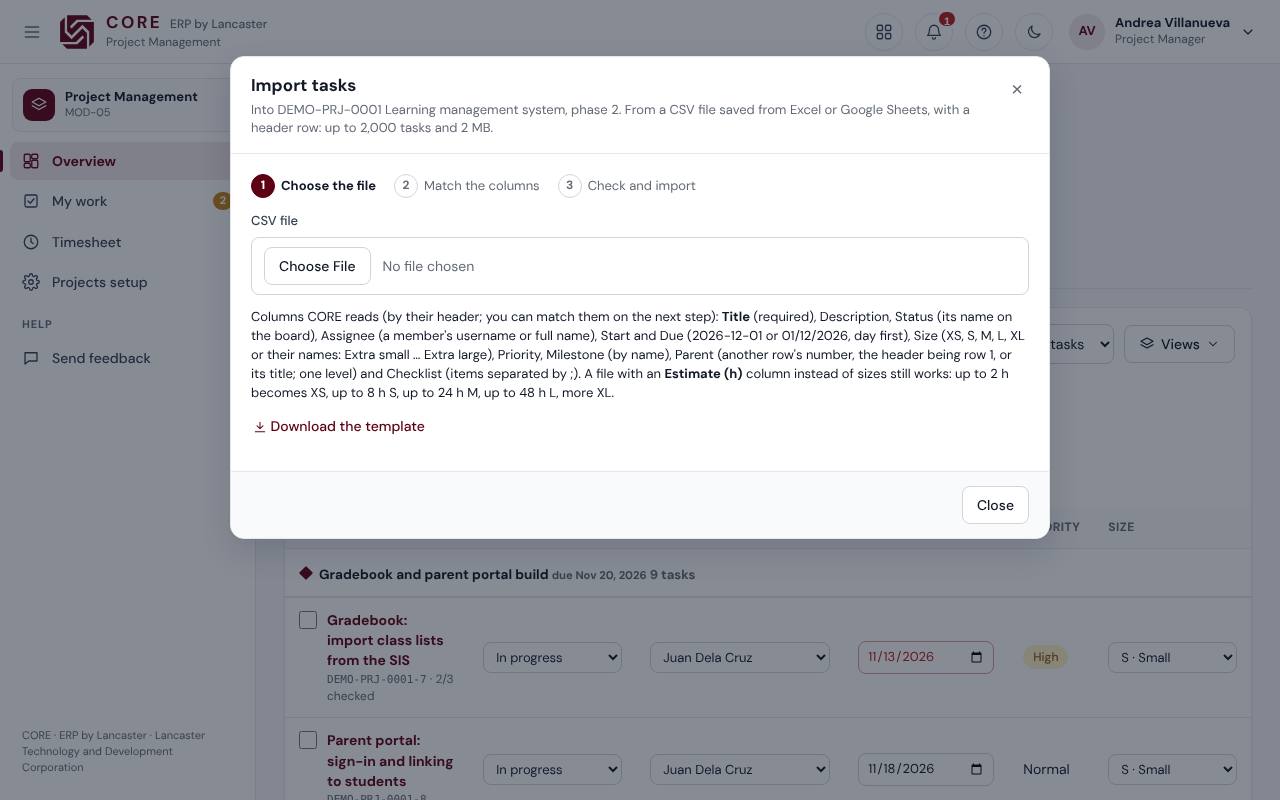 CORE ERP by Lancaster
Project Management
1
AV
Andrea Villanueva
Project Manager
Project Management
MOD-05
Overview
My work
2
Timesheet
Projects setup
HELP
Send feedback
CORE · ERP by Lancaster · Lancaster
Technology and Development
Corporation
Import tasks
Into DEMO-PRJ-0001 Learning management system, phase 2. From a CSV file saved from Excel or Google Sheets, with a
header row: up to 2,000 tasks and 2 MB.
1 Choose the file 2 Match the columns 3 Check and import
CSV file
Choose File No file chosen
Columns CORE reads (by their header; you can match them on the next step): Title (required), Description, Status (its name on
the board), Assignee (a member's username or full name), Start and Due (2026-12-01 or 01/12/2026, day first), Size (XS, S, M, L, XL
or their names: Extra small … Extra large), Priority, Milestone (by name), Parent (another row's number, the header being row 1, or
its title; one level) and Checklist (items separated by ;). A file with an Estimate (h) column instead of sizes still works: up to 2 h
becomes XS, up to 8 h S, up to 24 h M, up to 48 h L, more XL.
Download the template
Close
tasks
Views
RITY SIZE
Gradebook and parent portal build due Nov 20, 2026 9 tasks
Gradebook:
import class lists
from the SIS
DEMO-PRJ-0001-7 · 2/3
checked
In progress Juan Dela Cruz 11/13/2026 High S · Small
Parent portal:
sign-in and linking
to students
DEMO-PRJ-0001-8
In progress Juan Dela Cruz 11/18/2026 Normal S · Small